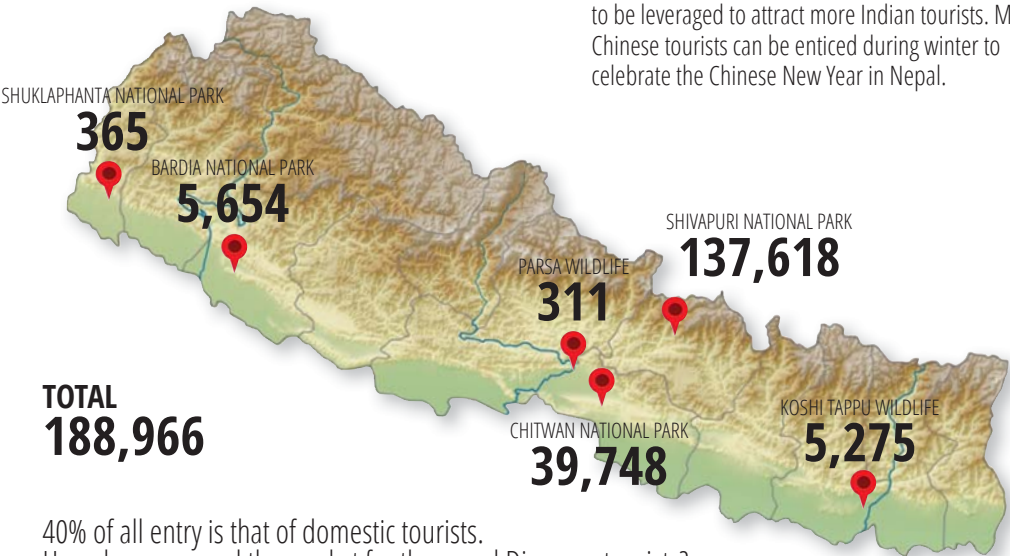 to be leveraged to attract more Indian tourists.
Chinese tourists can be enticed during winter to
celebrate the Chinese New Year in Nepal.
SHUKLAPHANTA NATIONAL PARK
365
BARDIA NATIONAL PARK
5,654
SHIVAPURI NATIONAL PARK
137,618
PARSA WILDLIFE
311
TOTAL
188,966
CHITWAN NATIONAL PARK
39,748
KOSHI TAPPU WILDLIFE
5,275
40% of all entry is that of domestic tourists.